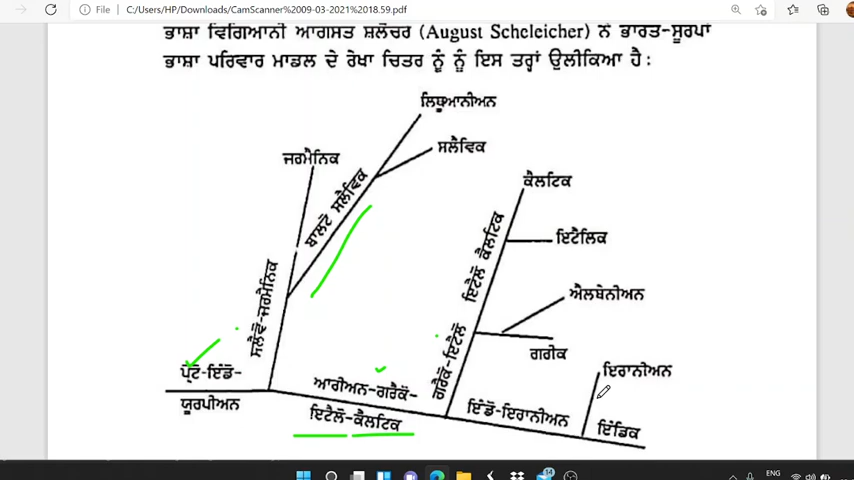 File
C:/Users/HP/Downloads/CamScanner%2009-03-2021%2018.59.pdf
ਭਾਸ਼ਾ ਵਿਗਿਆਨੀ ਆਗਸਤ ਸ਼ਲੇਚਰ (August Scheleicher) ਨੇ ਭਾਰਤ-ਯੂਰਪੀ
ਭਾਸ਼ਾ ਪਰਿਵਾਰ ਮਾਡਲ ਦੇ ਰੇਖਾ ਚਿਤਰ ਨੂੰ ਨੂੰ ਇਸ ਤਰ੍ਹਾਂ ਉਲੀਕਿਆ ਹੈ :
ਲਿਥੂਆਨੀਅਨ
ਸਲੈਵਿਕ
ਜਰਮੈਨਿਕ
ਬਾਲਟੋ ਸਲੈਵਿਕ
ਕੈਲਟਿਕ
ਇਟੈਲਿਕ
ਇਟੈਲੋ ਕੈਲਟਿਕ
ਸਲੈਵੋ-ਜਰਮੈਨਿਕ
ਐਲਬੇਨੀਅਨ
ਗਰੀਕ
ਗਰੈਕੋ-ਇਟੈਲੋ
ਪ੍ਰੋਟੋ-ਇੰਡੋ-
ਯੂਰਪੀਅਨ
ਆਰੀਅਨ-ਗਰੈਕੋ-
ਇਟੈਲੋ-ਕੈਲਟਿਕ
ਇੰਡੋ-ਇਰਾਨੀਅਨ
ਇਰਾਨੀਅਨ
ਇੰਡਿਕ
ENG